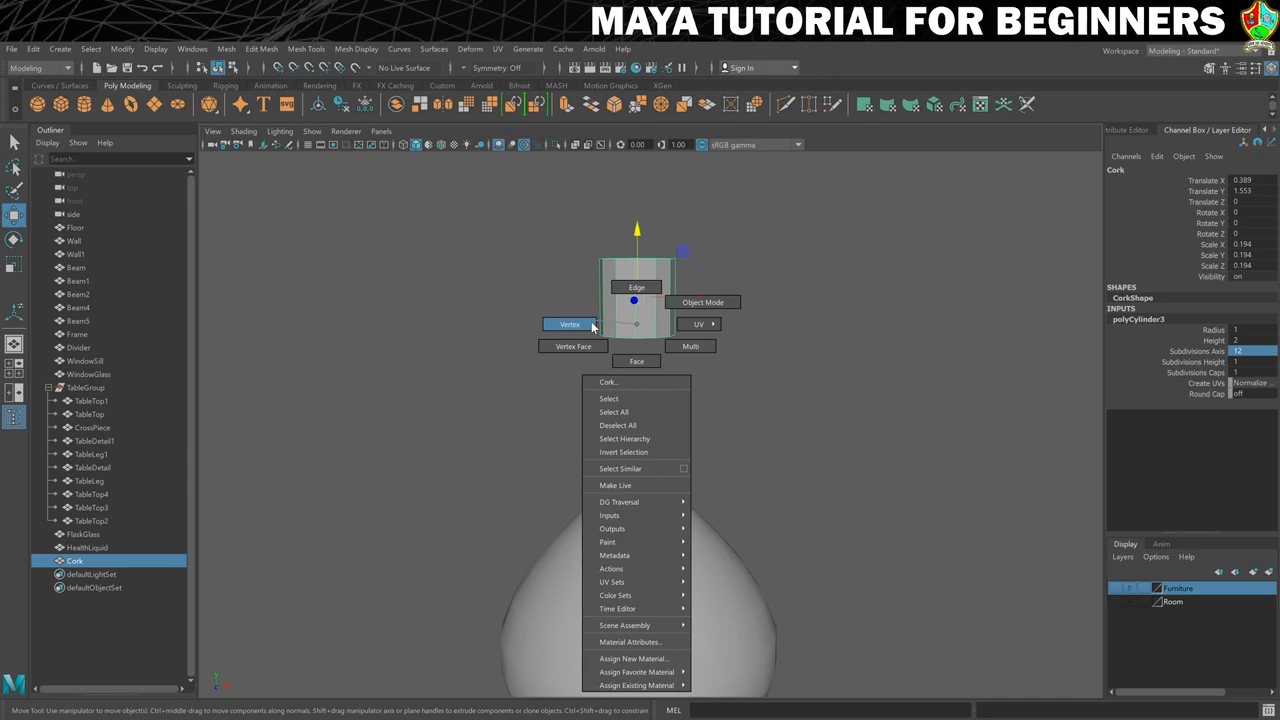 MAYA TUTORIAL FOR BEGINNERS
File Edit Create Select Modify Display Windows Mesh Edit Mesh Mesh Tools Mesh Display Curves Surfaces Deform UV Generate Cache Arnold Help
Workspace : Modeling - Standard*
Modeling No Live Surface Symmetry: Off Sign In
Curves / Surfaces Poly Modeling Sculpting Rigging Animation Rendering FX FX Caching Custom Arnold Bifrost MASH Motion Graphics XGen
Outliner
Display Show Help
Search...
persp
top
front
side
Floor
Wall
Wall1
Beam
Beam1
Beam2
Beam4
Beam5
Frame
Divider
WindowSill
WindowGlass
TableGroup
TableTop1
TableTop
CrossPiece
TableDetail1
TableLeg1
TableDetail
TableLeg
TableTop4
TableTop3
TableTop2
FlaskGlass
HealthLiquid
Cork
defaultLightSet
defaultObjectSet
View Shading Lighting Show Renderer Panels
0.00 1.00 sRGB gamma
Edge
Object Mode
Vertex
UV
Vertex Face
Multi
Face
Cork...
Select
Select All
Deselect All
Select Hierarchy
Invert Selection
Select Similar
Make Live
DG Traversal
Inputs
Outputs
Paint
Metadata
Actions
UV Sets
Color Sets
Time Editor
Scene Assembly
Material Attributes...
Assign New Material...
Assign Favorite Material
Assign Existing Material
y
Editor Channel Box / Layer Editor
Channels Edit Object Show
Cork
Translate X 0.389
Translate Y 1.553
Translate Z 0
Rotate X 0
Rotate Y 0
Rotate Z 0
Scale X 0.194
Scale Y 0.194
Scale Z 0.194
Visibility on
SHAPES
CorkShape
INPUTS
polyCylinder3
Radius 1
Height 2
Subdivisions Axis 12
Subdivisions Height 1
Subdivisions Caps 1
Create UVs Normalize ...
Round Cap off
Display Anim
Layers Options Help
P Furniture
Room
Move Tool: Use manipulator to move object(s). Ctrl+middle-drag to move components along normals. Shift+drag manipulator axis or plane handles to extrude components or clone objects. Ctrl+Shift+drag to constrain
MEL